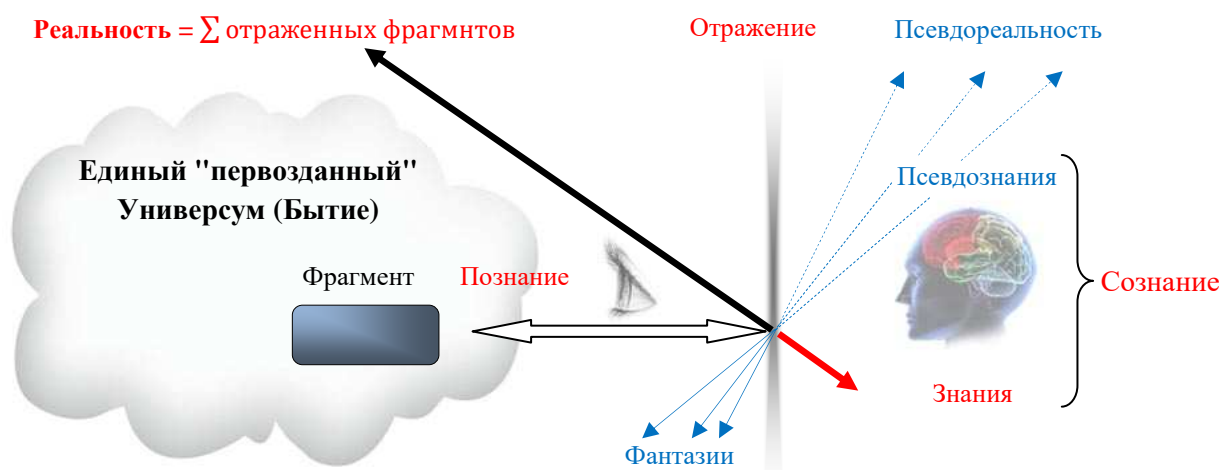 Реальность = ∑ отраженных фрагмнтов
Отражение
Псевдореальность
Единый "первозданный"
Универсум (Бытие)
Псевдознания
Фрагмент
Познание
Сознание
Знания
Фантазии